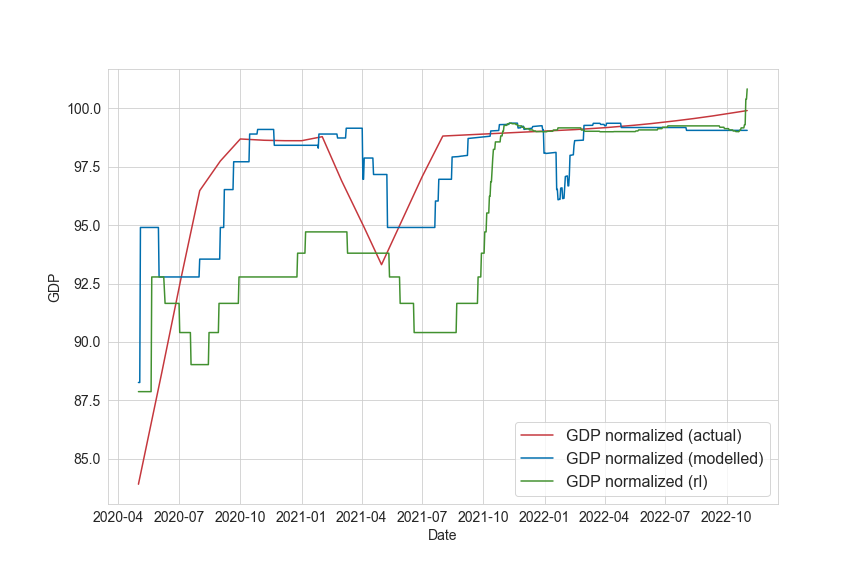 100.0
97.5
95.0
92.5
90.0
87.5
85.0
GDP
GDP normalized (actual)
GDP normalized (modelled)
GDP normalized (rl)
2020-04 2020-07 2020-10 2021-01 2021-04 2021-07 2021-10 2022-01 2022-04 2022-07 2022-10
Date